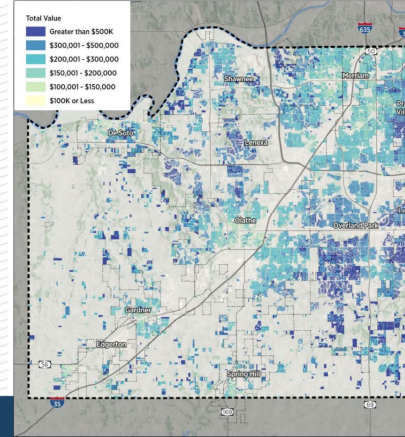 Total Value
Greater than $500K
$300,001 - $500,000
$200,001 - $300,000
$150,001 - $200,000
$100,001 - $150,000
$100K or Less
635
Shawnee
Merriam
De Soto
Lenexa
Olathe
Overland Park
Gardner
Edgerton
Spring Hill
35
69